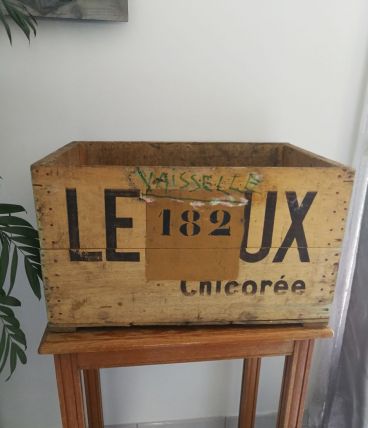 VAISSELLE
LE 182 UX
Chicorée